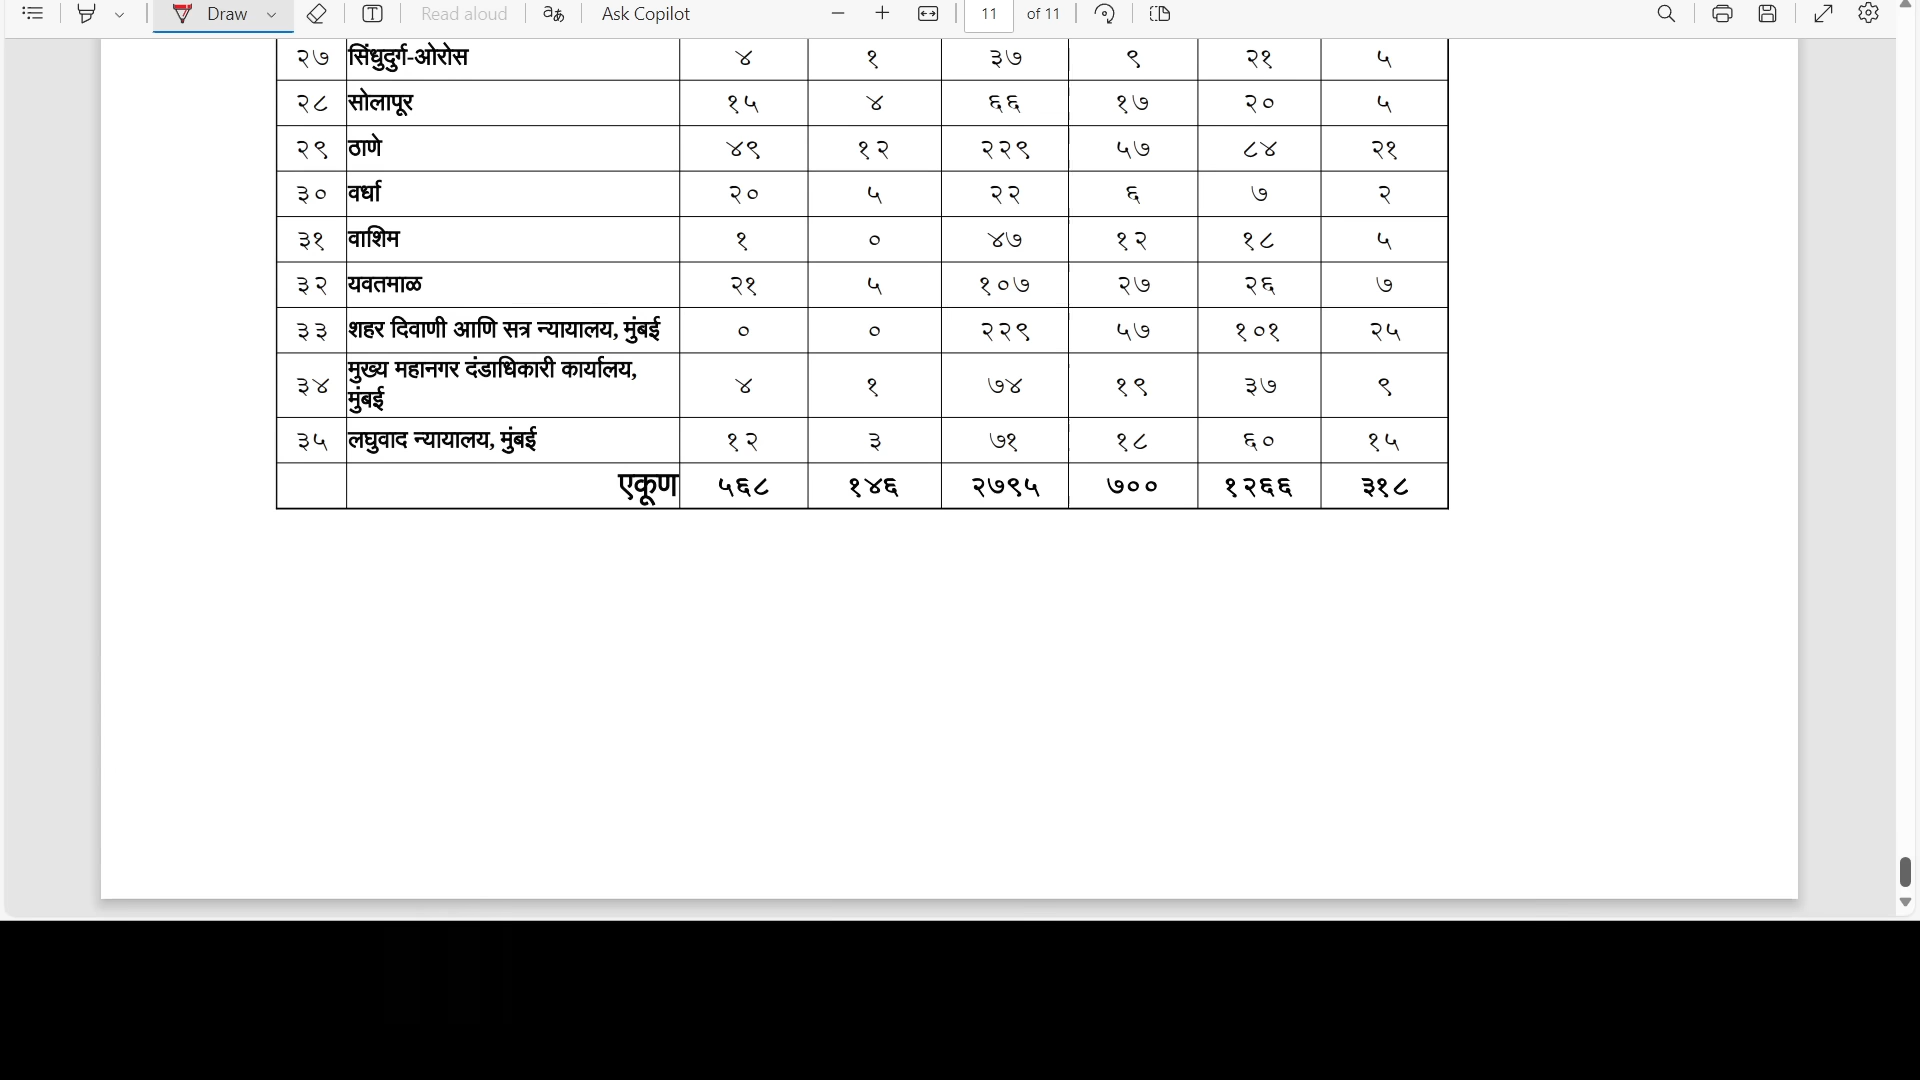 Draw
Read aloud
aあ
Ask Copilot
11 of 11
२७ सिंधुदुर्ग-ओरोस ४ १ ३७ ९ २१ ५
२८ सोलापूर १५ ४ ६६ १७ २० ५
२९ ठाणे ४९ १२ २२९ ५७ ८४ २१
३० वर्धा २० ५ २२ ६ ७ २
३१ वाशिम १ ० ४७ १२ १८ ५
३२ यवतमाळ २१ ५ १०७ २७ २६ ७
३३ शहर दिवाणी आणि सत्र न्यायालय, मुंबई ० ० २२९ ५७ १०१ २५
३४ मुख्य महानगर दंडाधिकारी कार्यालय,
मुंबई ४ १ ७४ १९ ३७ ९
३५ लघुवाद न्यायालय, मुंबई १२ ३ ७१ १८ ६० १५
एकूण ५६८ १४६ २७९५ ७०० १२६६ ३१८